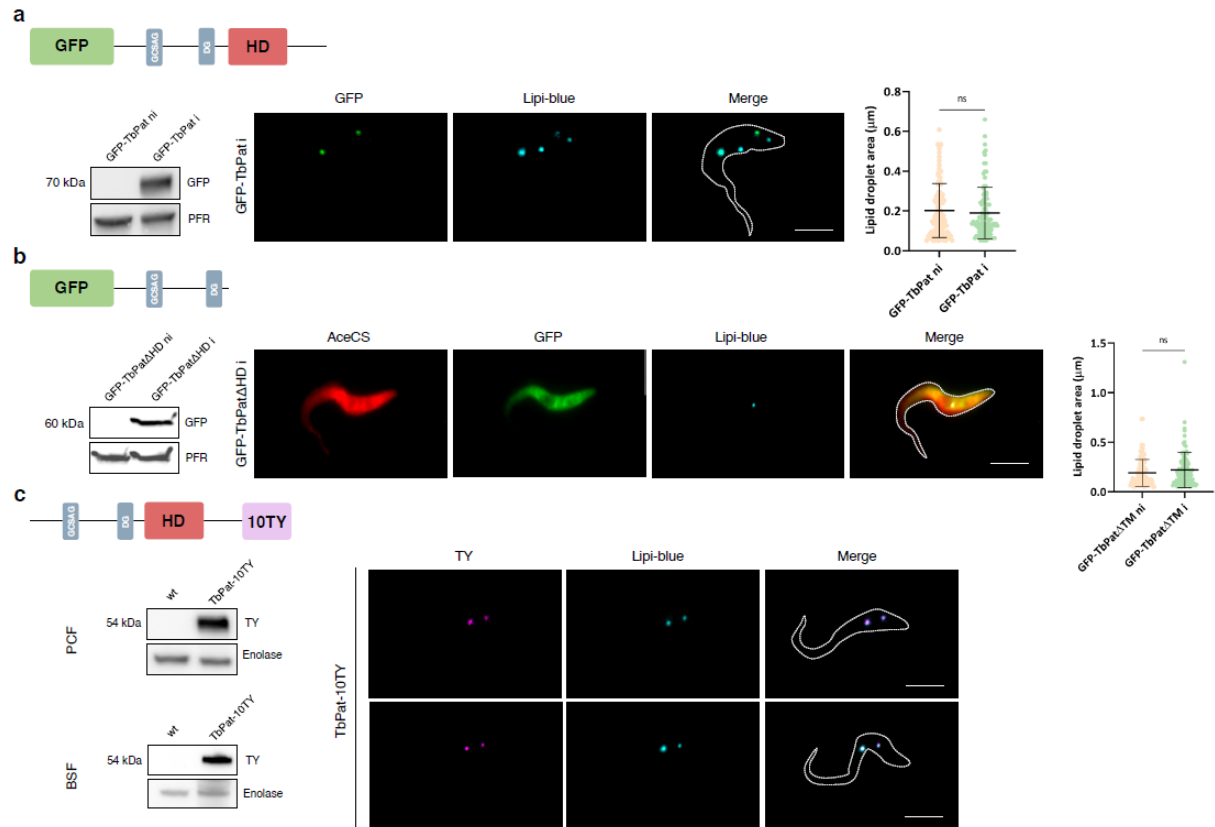 a
GFP
GCSAG
DG
HD
GFP-TbPat ni
GFP-TbPat i
70 kDa
GFP
PFR
GFP
Lipi-blue
Merge
GFP-TbPat i
Lipid droplet area (μm)
ns
0.8
0.6
0.4
0.2
0.0
GFP-TbPat ni
GFP-TbPat i
b
GFP
GCSAG
DG
GFP-TbPatΔHD ni
GFP-TbPatΔHD i
60 kDa
GFP
PFR
AceCS
GFP
Lipi-blue
Merge
GFP-TbPatΔHD i
Lipid droplet area (μm)
ns
1.5
1.0
0.5
0.0
GFP-TbPatΔTM ni
GFP-TbPatΔTM i
c
GCSAG
DG
HD
10TY
wt
TbPat-10TY
PCF
54 kDa
TY
Enolase
wt
TbPat-10TY
BSF
54 kDa
TY
Enolase
TY
Lipi-blue
Merge
TbPat-10TY